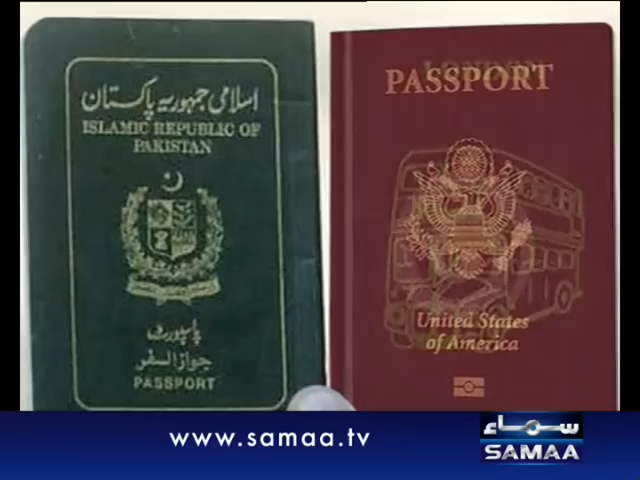 اسلامی جمہوریہ پاکستان
ISLAMIC REPUBLIC OF
PAKISTAN
پاسپورٹ
جواز السفر
PASSPORT
LONDON
PASSPORT
United States
of America
www.samaa.tv
سماء
SAMAA